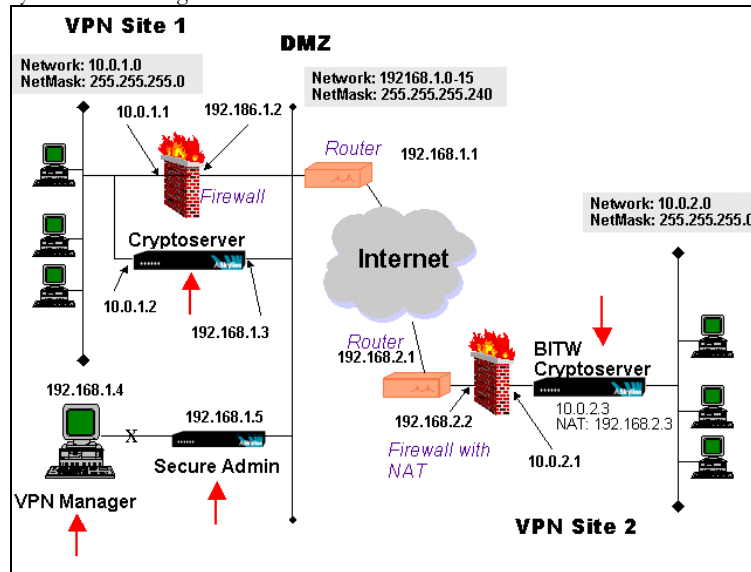 VPN Site 1
DMZ
Network: 10.0.1.0
NetMask: 255.255.255.0
Network: 192168.1.0-15
NetMask: 255.255.255.240
10.0.1.1
192.186.1.2
Router
192.168.1.1
Firewall
Network: 10.0.2.0
NetMask: 255.255.255.0
Cryptoserver
Internet
10.0.1.2
192.168.1.3
Router
192.168.2.1
BITW
Cryptoserver
192.168.1.4
192.168.1.5
X
Secure Admin
VPN Manager
192.168.2.2
10.0.2.3
NAT: 192.168.2.3
Firewall with
NAT
10.0.2.1
VPN Site 2